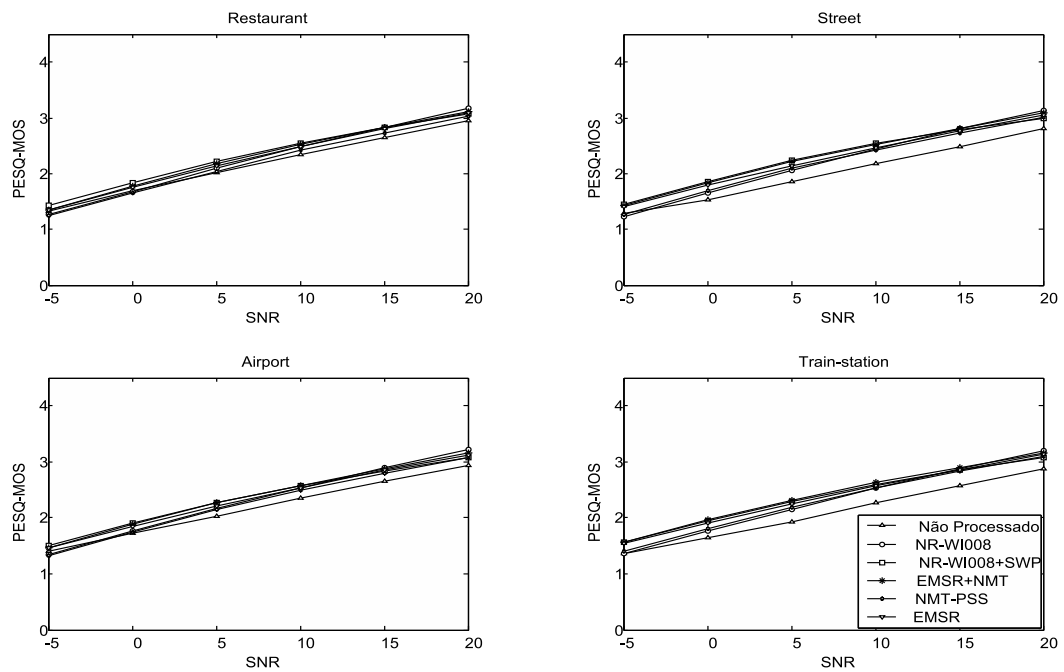 Restaurant
4
3
2
1
0
-5 0 5 10 15 20
PESQ-MOS
SNR
Street
4
3
2
1
0
-5 0 5 10 15 20
PESQ-MOS
SNR
Airport
4
3
2
1
0
-5 0 5 10 15 20
PESQ-MOS
SNR
Train-station
4
3
2
1
0
-5 0 5 10 15 20
PESQ-MOS
SNR
Não Processado
NR-WI008
NR-WI008+SWP
EMSR+NMT
NMT-PSS
EMSR